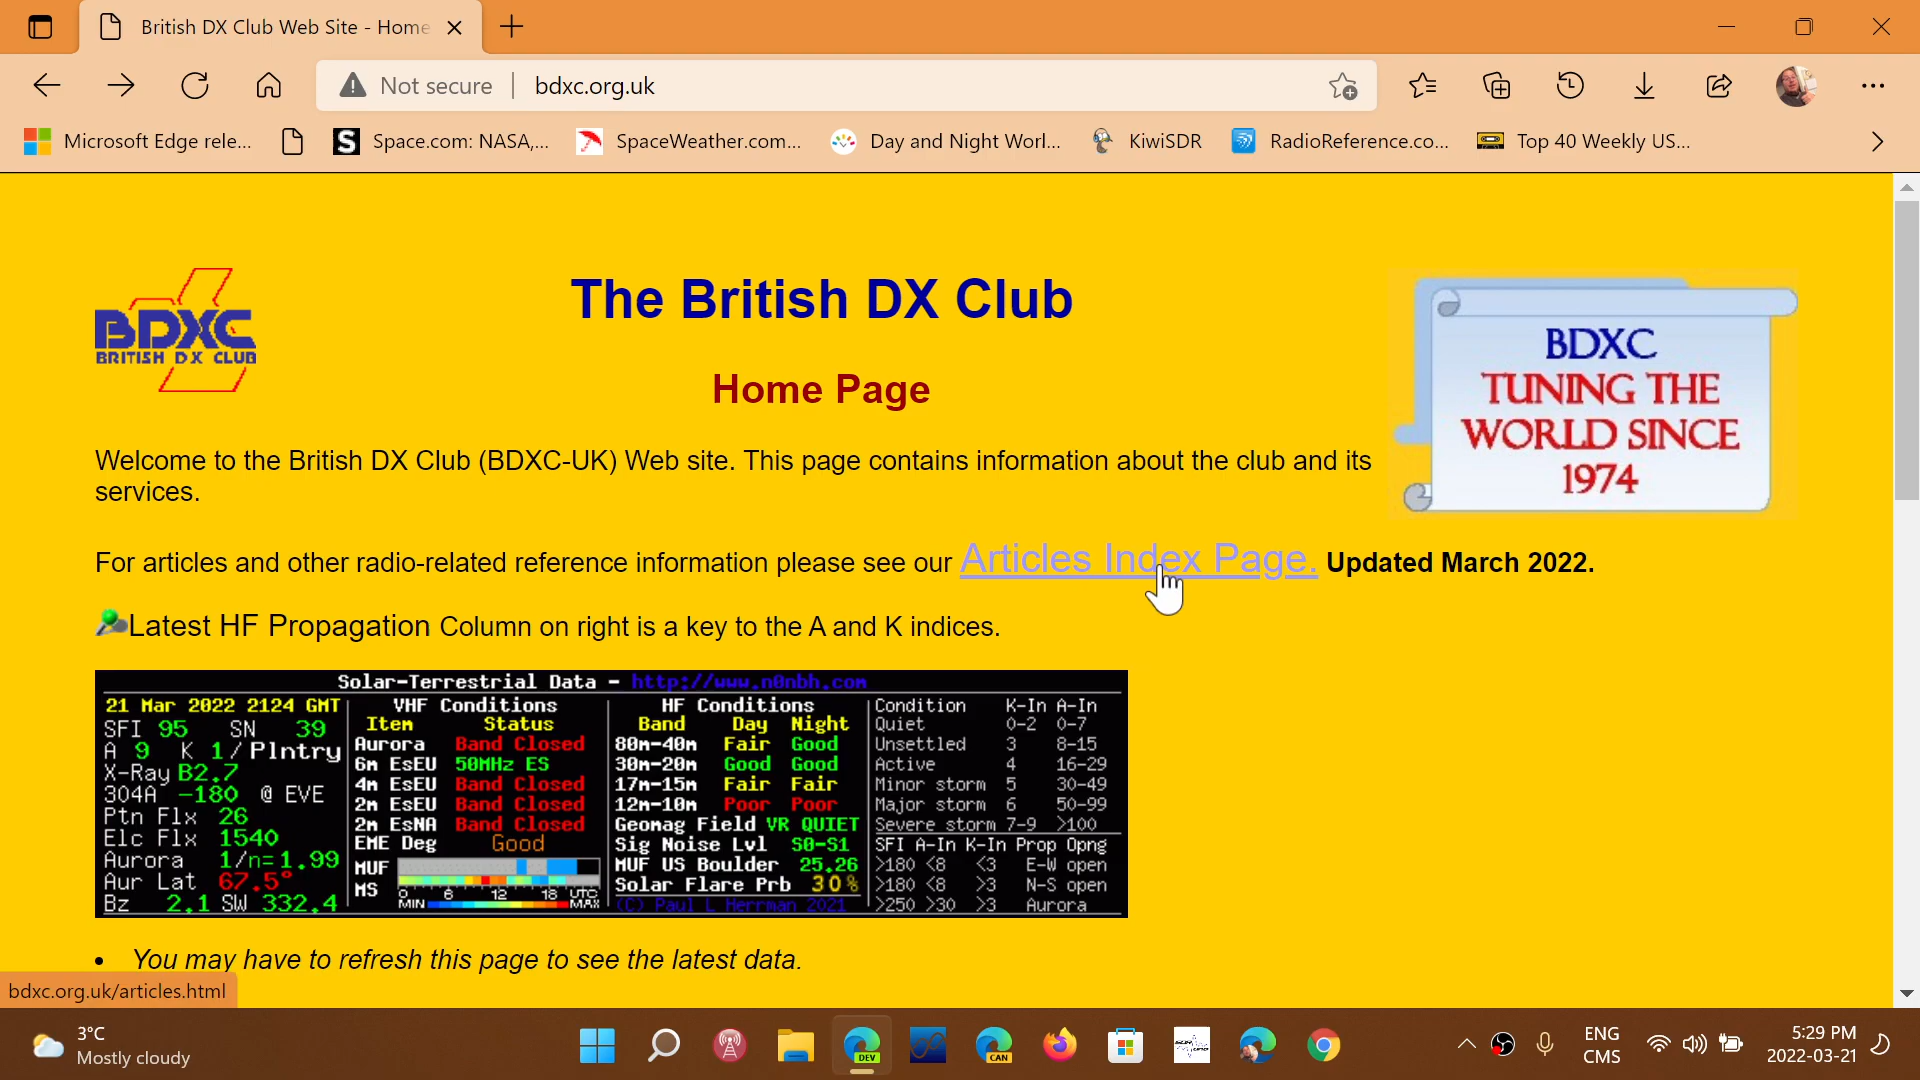 British DX Club Web Site - Home
Not secure
bdxc.org.uk
Microsoft Edge rele...
Space.com: NASA,...
SpaceWeather.com...
Day and Night Worl...
KiwiSDR
RadioReference.co...
Top 40 Weekly US...
BDXC
BRITISH DX CLUB
The British DX Club
Home Page
BDXC
TUNING THE
WORLD SINCE
1974
Welcome to the British DX Club (BDXC-UK) Web site. This page contains information about the club and its
services.
For articles and other radio-related reference information please see our Articles Index Page. Updated March 2022.
Latest HF Propagation Column on right is a key to the A and K indices.
Solar-Terrestrial Data - http://www.n0nbh.com
21 Mar 2022 2124 GMT
SFI 95 SN 39
A 9 K 1 / Plntry
X-Ray B2.7
304A -180 @ EVE
Ptn Flx 26
Elc Flx 1540
Aurora 1/n=1.99
Aur Lat 67.5°
Bz 2.1 SW 332.4
VHF Conditions
Item Status
Aurora Band Closed
6m EsEU 50MHz ES
4m EsEU Band Closed
2m EsEU Band Closed
2m EsNA Band Closed
EME Deg Good
MUF
MS
0 6 12 18 UTC
MIN MAX
HF Conditions
Band Day Night
80m-40m Fair Good
30m-20m Good Good
17m-15m Fair Fair
12m-10m Poor Poor
Geomag Field VR QUIET
Sig Noise Lvl S0-S1
MUF US Boulder 25.26
Solar Flare Prb 30%
(C) Paul L Herrman 2021
Condition K-In A-In
Quiet 0-2 0-7
Unsettled 3 8-15
Active 4 16-29
Minor storm 5 30-49
Major storm 6 50-99
Severe storm 7-9 >100
SFI A-In K-In Prop Opng
>180 <8 <3 E-W open
>180 <8 >3 N-S open
>250 >30 >3 Aurora
• You may have to refresh this page to see the latest data.
bdxc.org.uk/articles.html
3°C
Mostly cloudy
DEV
CAN
ENG
CMS
5:29 PM
2022-03-21